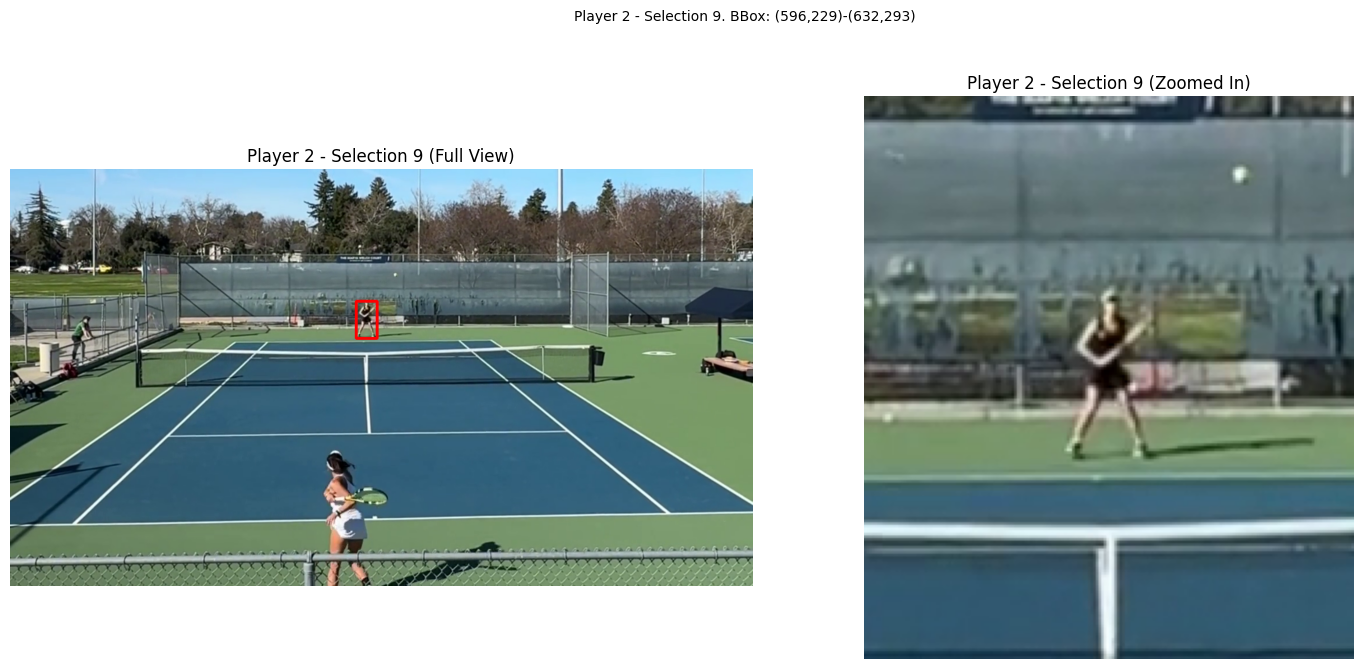 Player 2 - Selection 9. BBox: (596,229)-(632,293)
Player 2 - Selection 9 (Full View)
Player 2 - Selection 9 (Zoomed In)